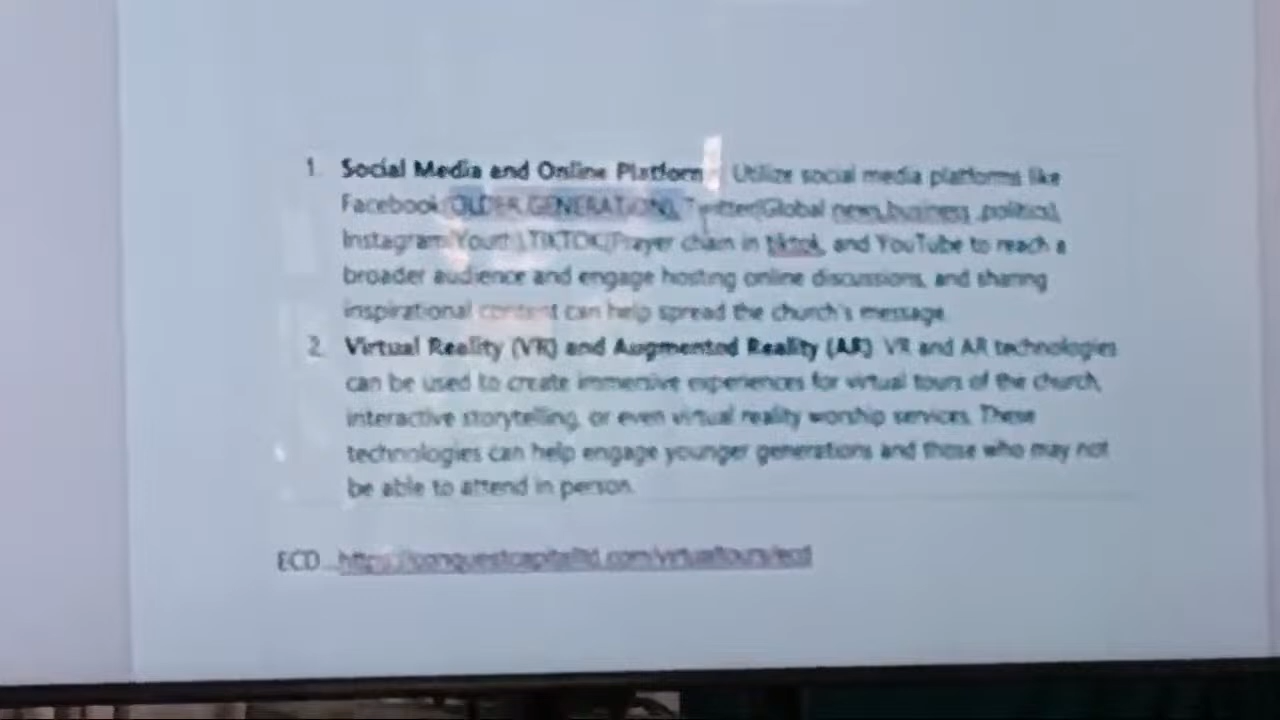 1. Social Media and Online Platform : Utilize social media platforms like
Facebook(OLDER GENERATION), Twitter(Global news,business ,politics),
Instagram(Youth),TIKTOK(Prayer chain in tiktok, and YouTube to reach a
broader audience and engage hosting online discussions, and sharing
inspirational content can help spread the church's message.
2. Virtual Reality (VR) and Augmented Reality (AR): VR and AR technologies
can be used to create immersive experiences for virtual tours of the church,
interactive storytelling, or even virtual reality worship services. These
technologies can help engage younger generations and those who may not
be able to attend in person.
ECD https://conquestcapitalltd.com/virtualtours/ecd